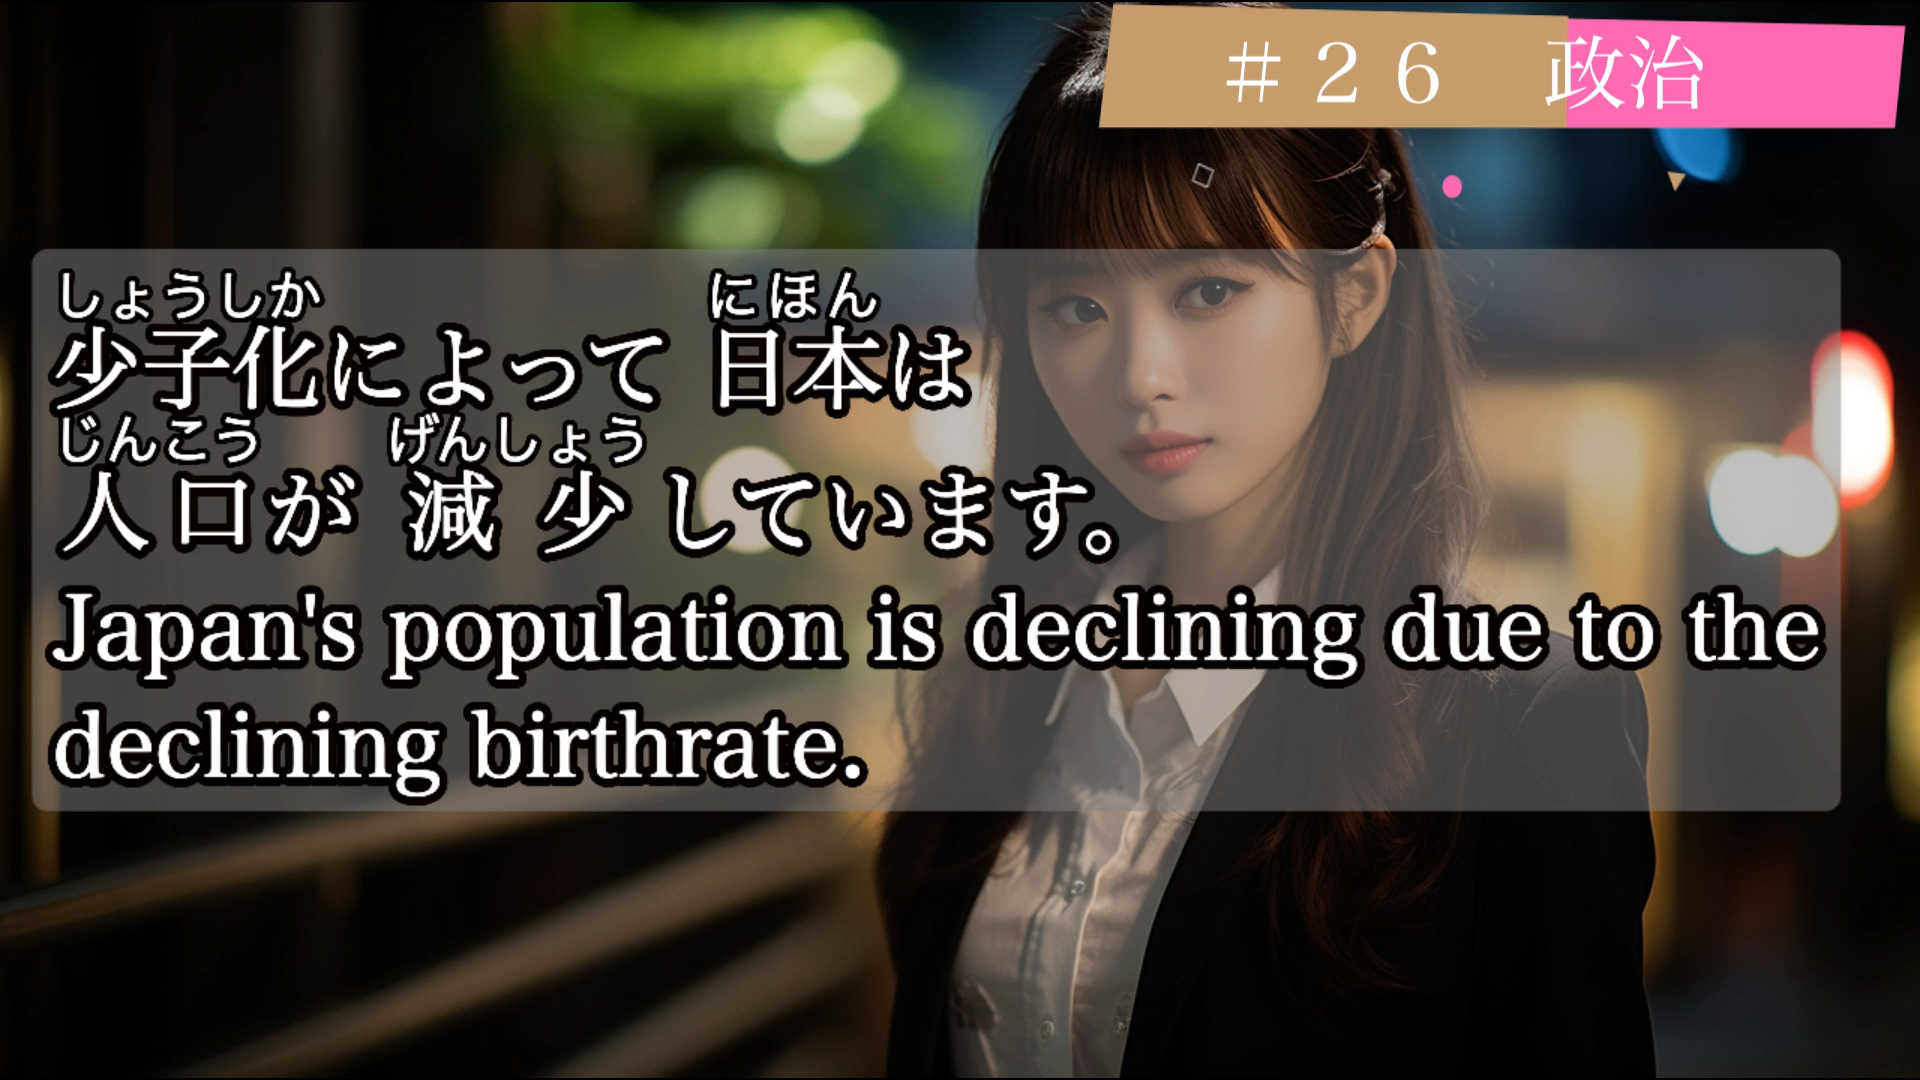 ＃２６　政治
しょうしか　にほん
少子化によって 日本は
じんこう　げんしょう
人口が 減少しています。
Japan's population is declining due to the
declining birthrate.